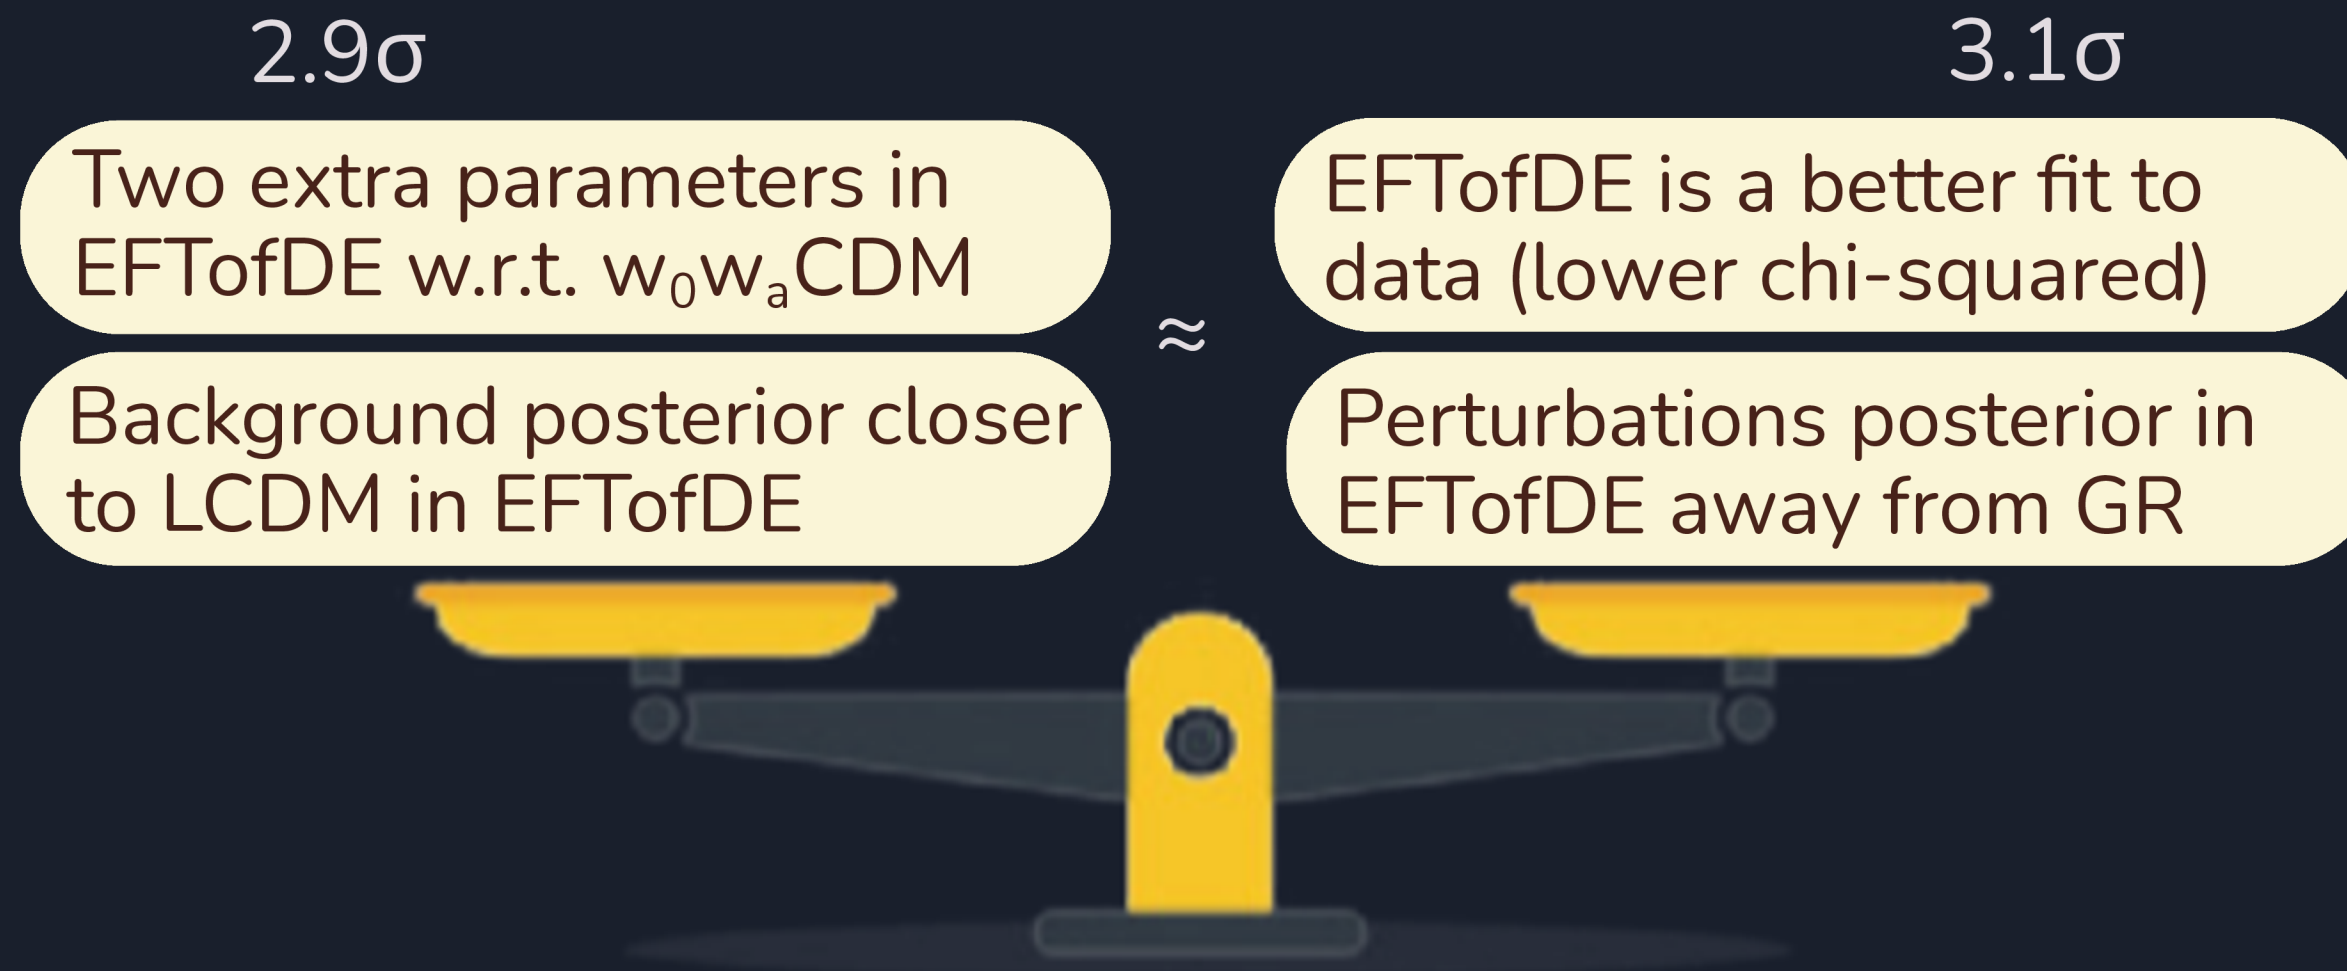 2.9σ
3.1σ
Two extra parameters in
EFTofDE w.r.t. w₀wₐCDM
EFTofDE is a better fit to
data (lower chi-squared)
≈
Background posterior closer
to LCDM in EFTofDE
Perturbations posterior in
EFTofDE away from GR